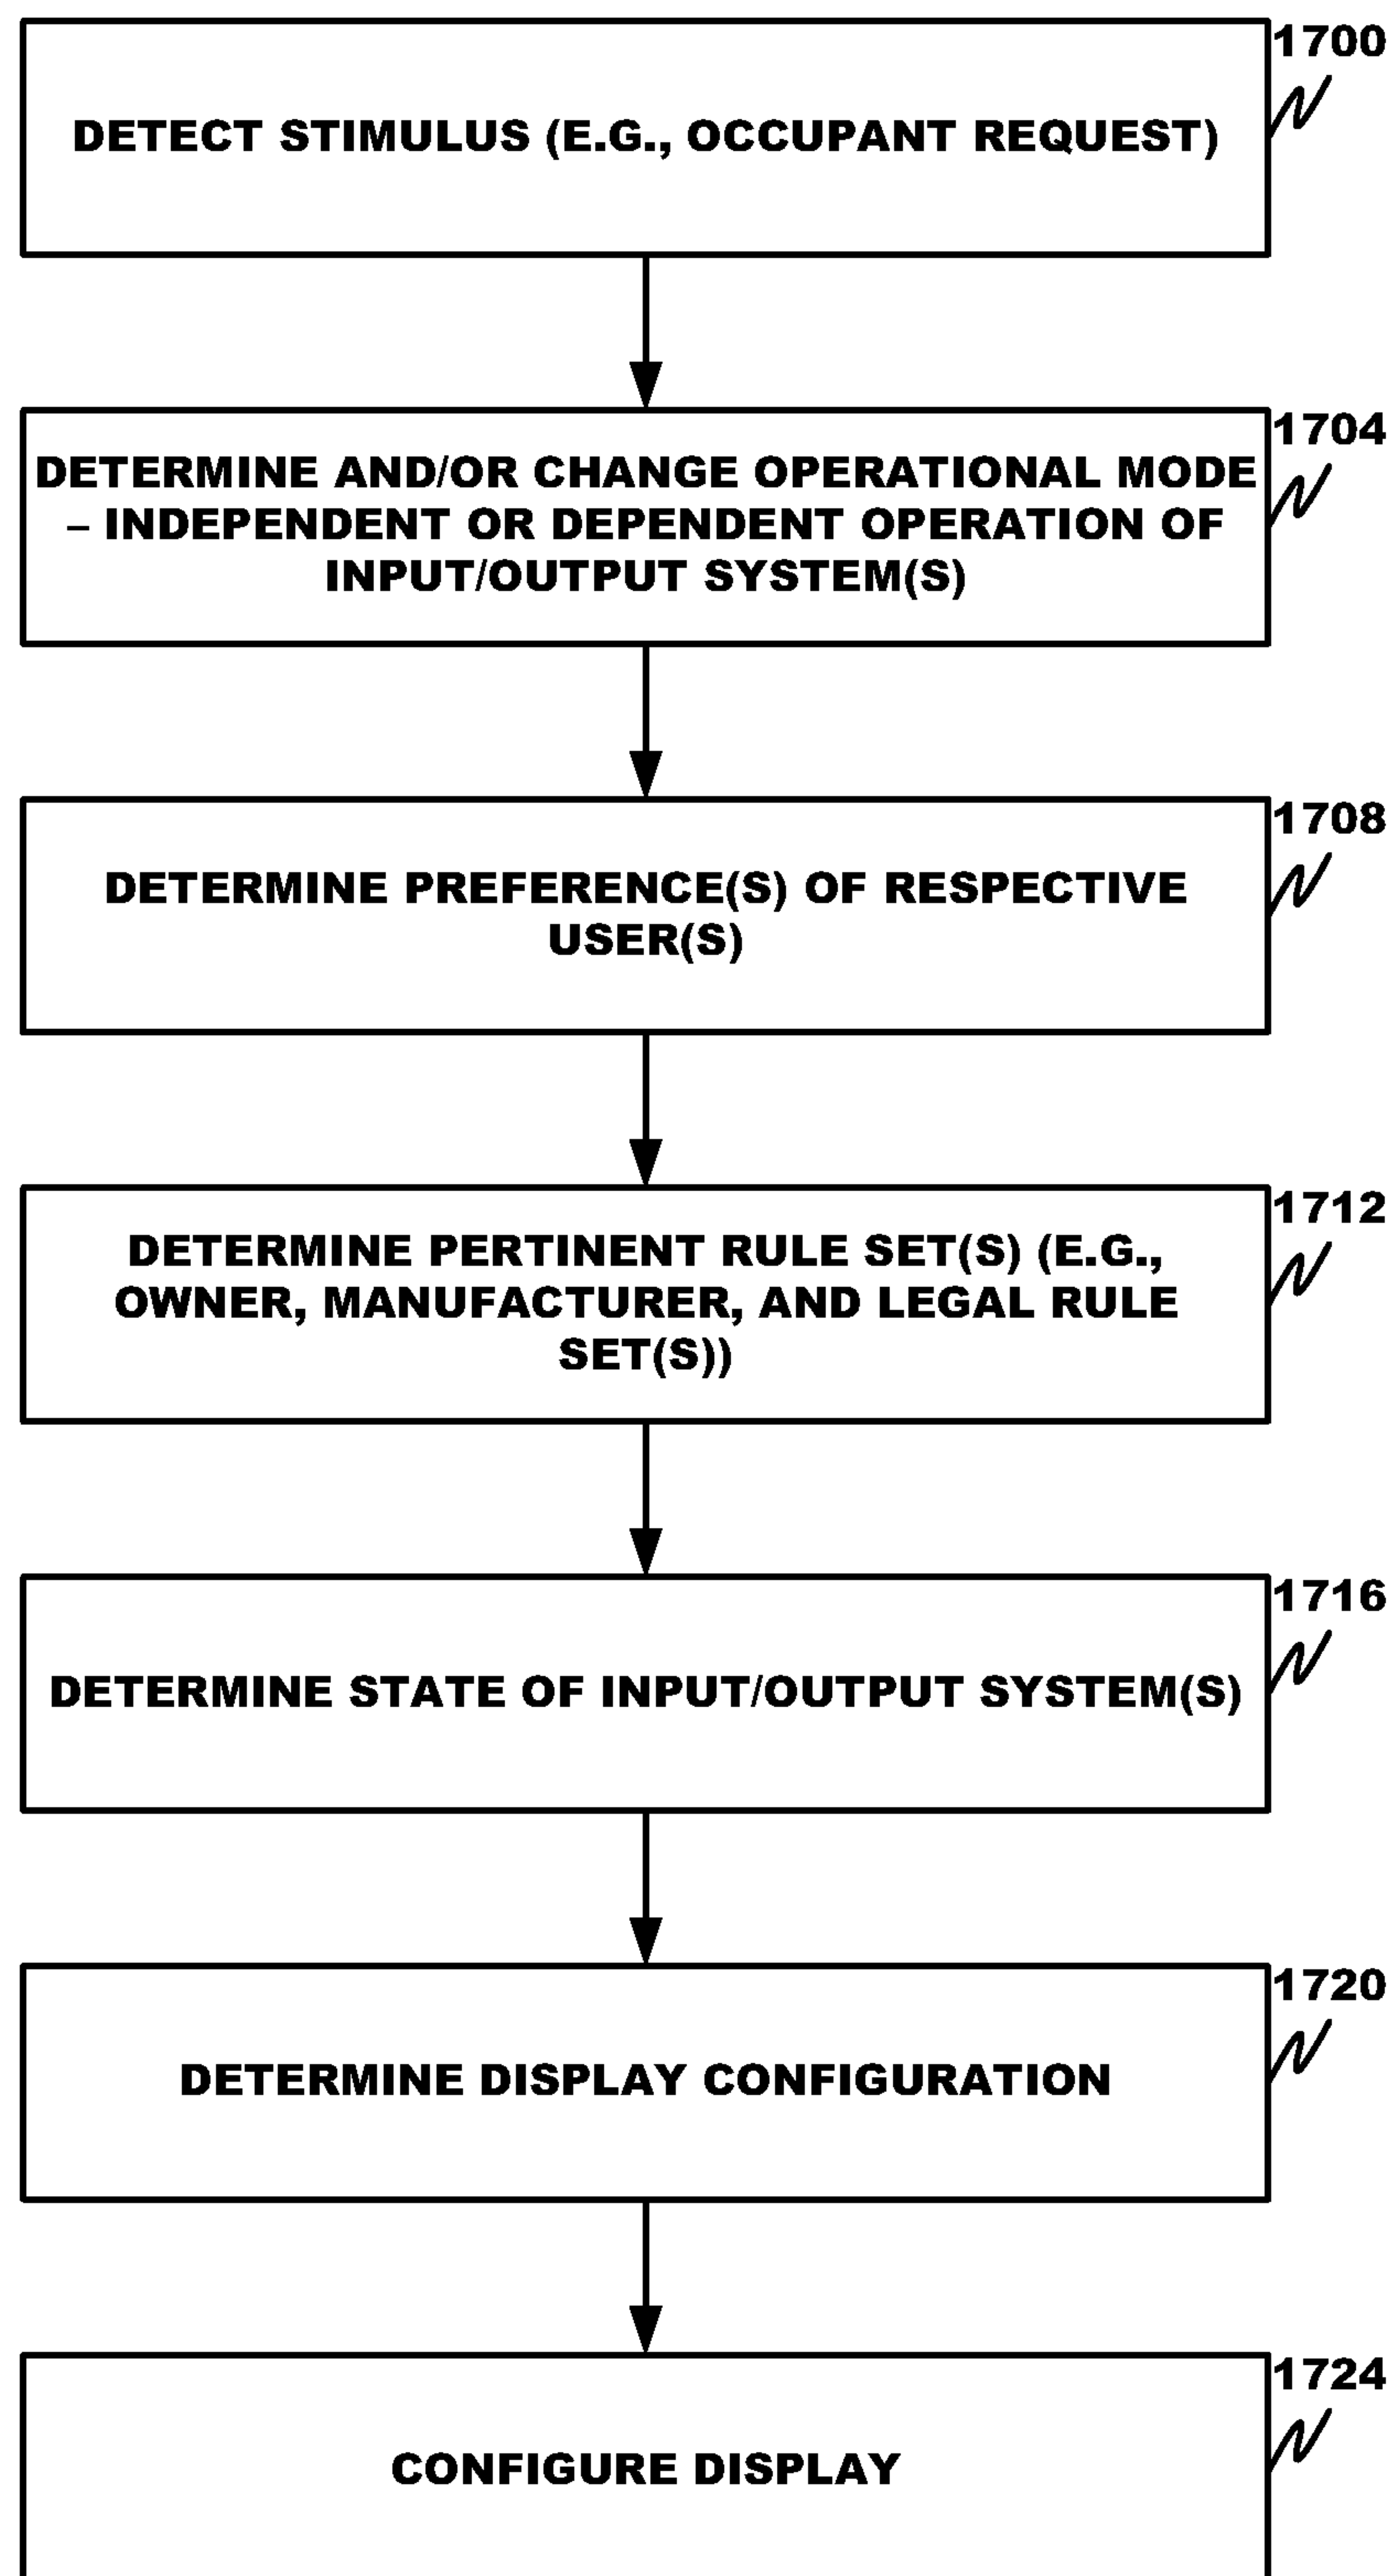 1700
DETECT STIMULUS (E.G., OCCUPANT REQUEST)
1704
DETERMINE AND/OR CHANGE OPERATIONAL MODE
– INDEPENDENT OR DEPENDENT OPERATION OF
INPUT/OUTPUT SYSTEM(S)
1708
DETERMINE PREFERENCE(S) OF RESPECTIVE
USER(S)
1712
DETERMINE PERTINENT RULE SET(S) (E.G.,
OWNER, MANUFACTURER, AND LEGAL RULE
SET(S))
1716
DETERMINE STATE OF INPUT/OUTPUT SYSTEM(S)
1720
DETERMINE DISPLAY CONFIGURATION
1724
CONFIGURE DISPLAY